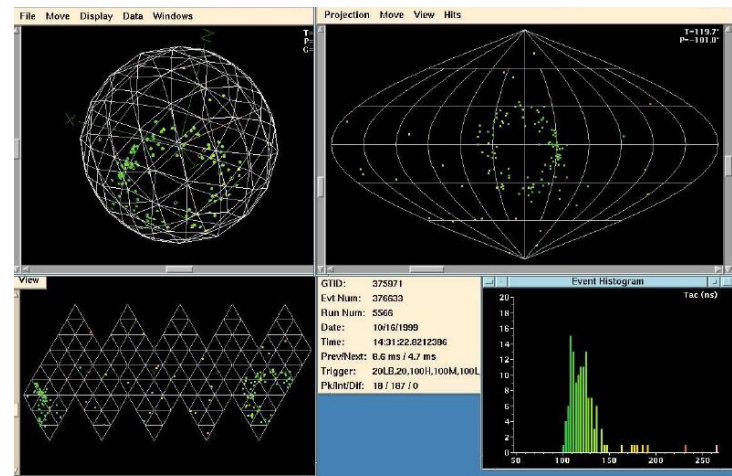 File Move Display Data Windows
T=
P=
G=
Z
X
Projection Move View Hits
T=119.7°
P=-101.0°
View
GTID: 375971
Evt Num: 376633
Run Num: 5566
Date: 10/16/1999
Time: 14:31:22.8212386
Prev/Next: 8.6 ms / 4.7 ms
Trigger: 20LB,20,100H,100M,100L
Pk/Int/Dif: 18 / 187 / 0
Event Histogram
Tac (ns)
20
18
16
14
12
10
8
6
4
2
0
50 100 150 200 250